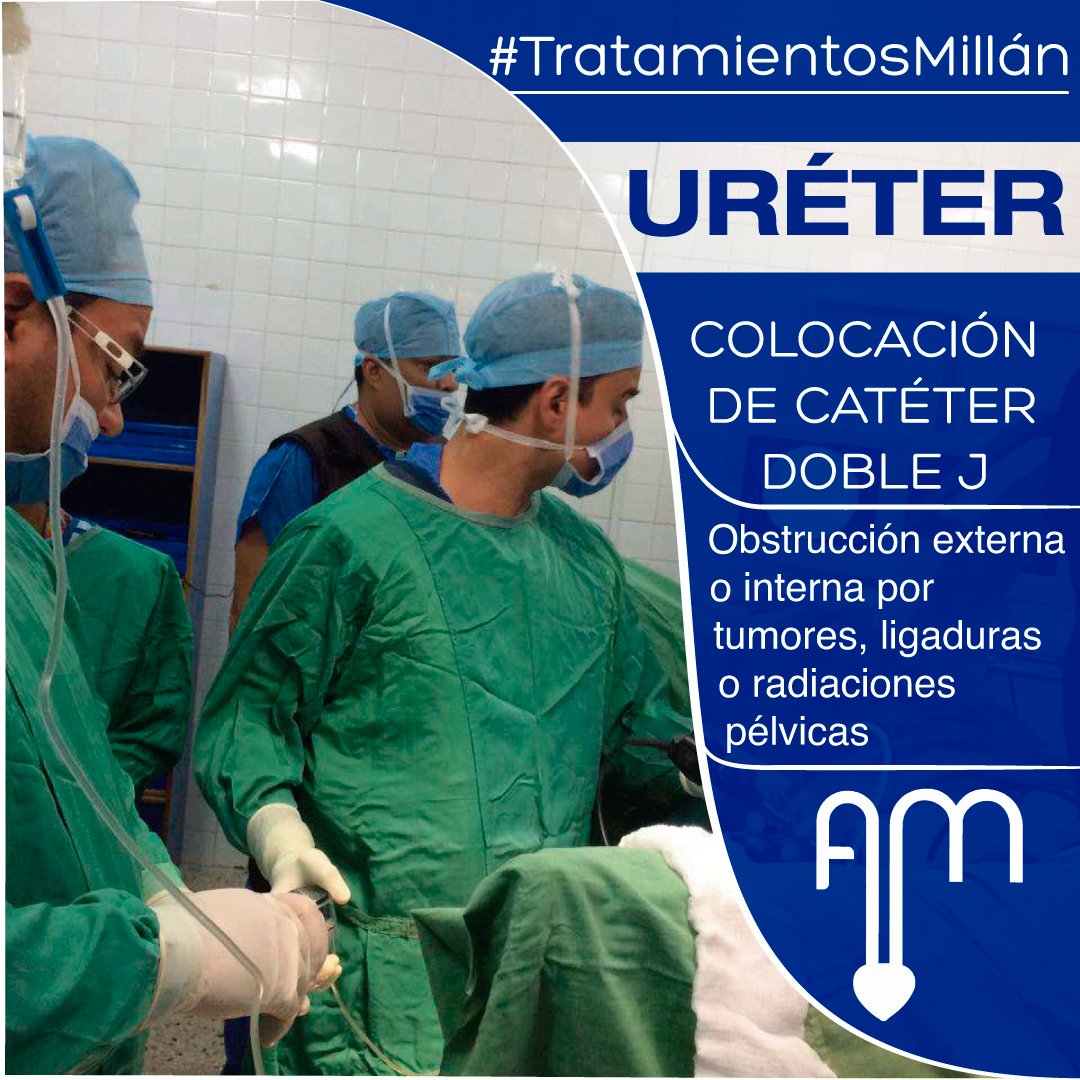 #TratamientosMillán
URÉTER
COLOCACIÓN
DE CATÉTER
DOBLE J
Obstrucción externa
o interna por
tumores, ligaduras
o radiaciones
pélvicas
AM